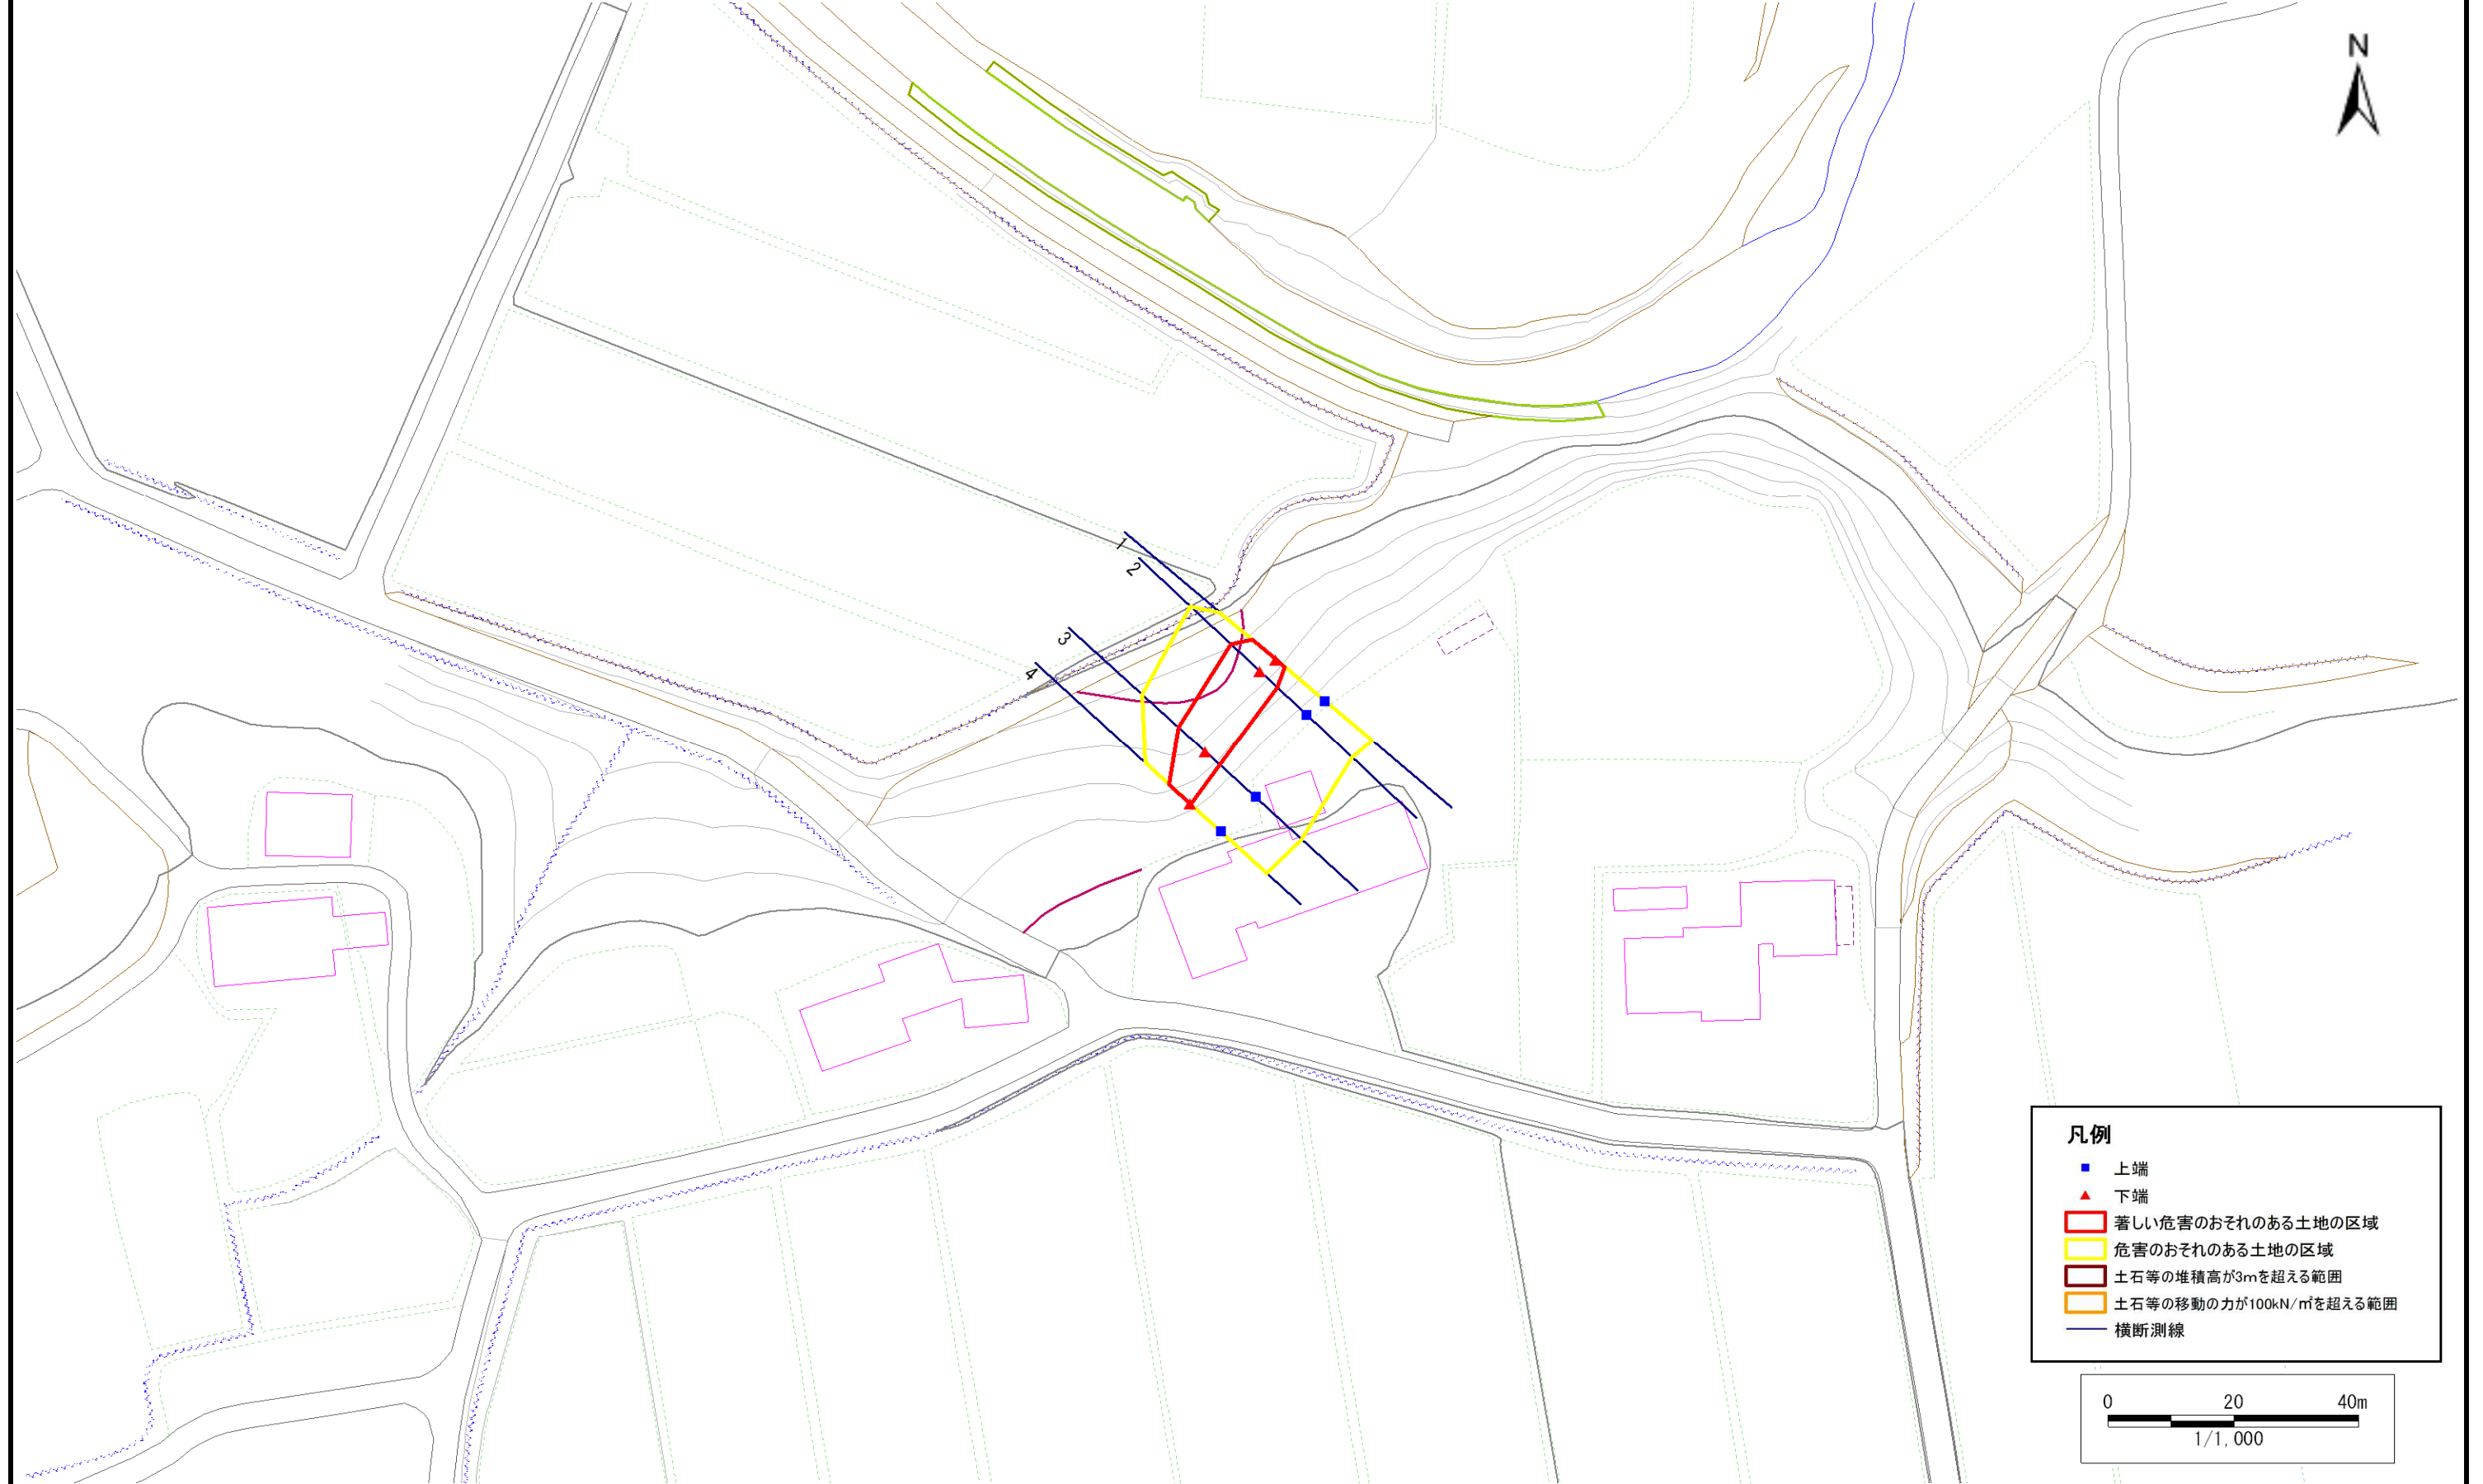 N
1
2
3
4
凡例
上端
下端
著しい危害のおそれのある土地の区域
危害のおそれのある土地の区域
土石等の堆積高が3mを超える範囲
土石等の移動の力が100kN/㎡を超える範囲
横断測線
0 20 40m
1/1,000